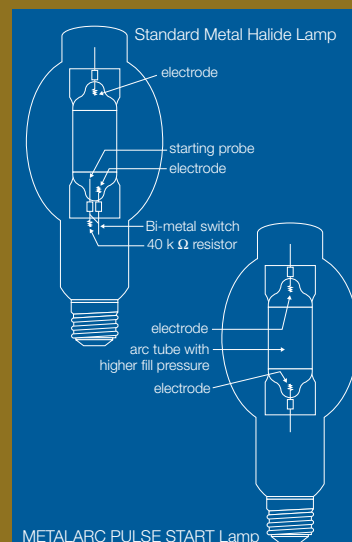 Standard Metal Halide Lamp
electrode
starting probe
electrode
Bi-metal switch
40 k Ω resistor
electrode
arc tube with
higher fill pressure
electrode
METALARC PULSE START Lamp